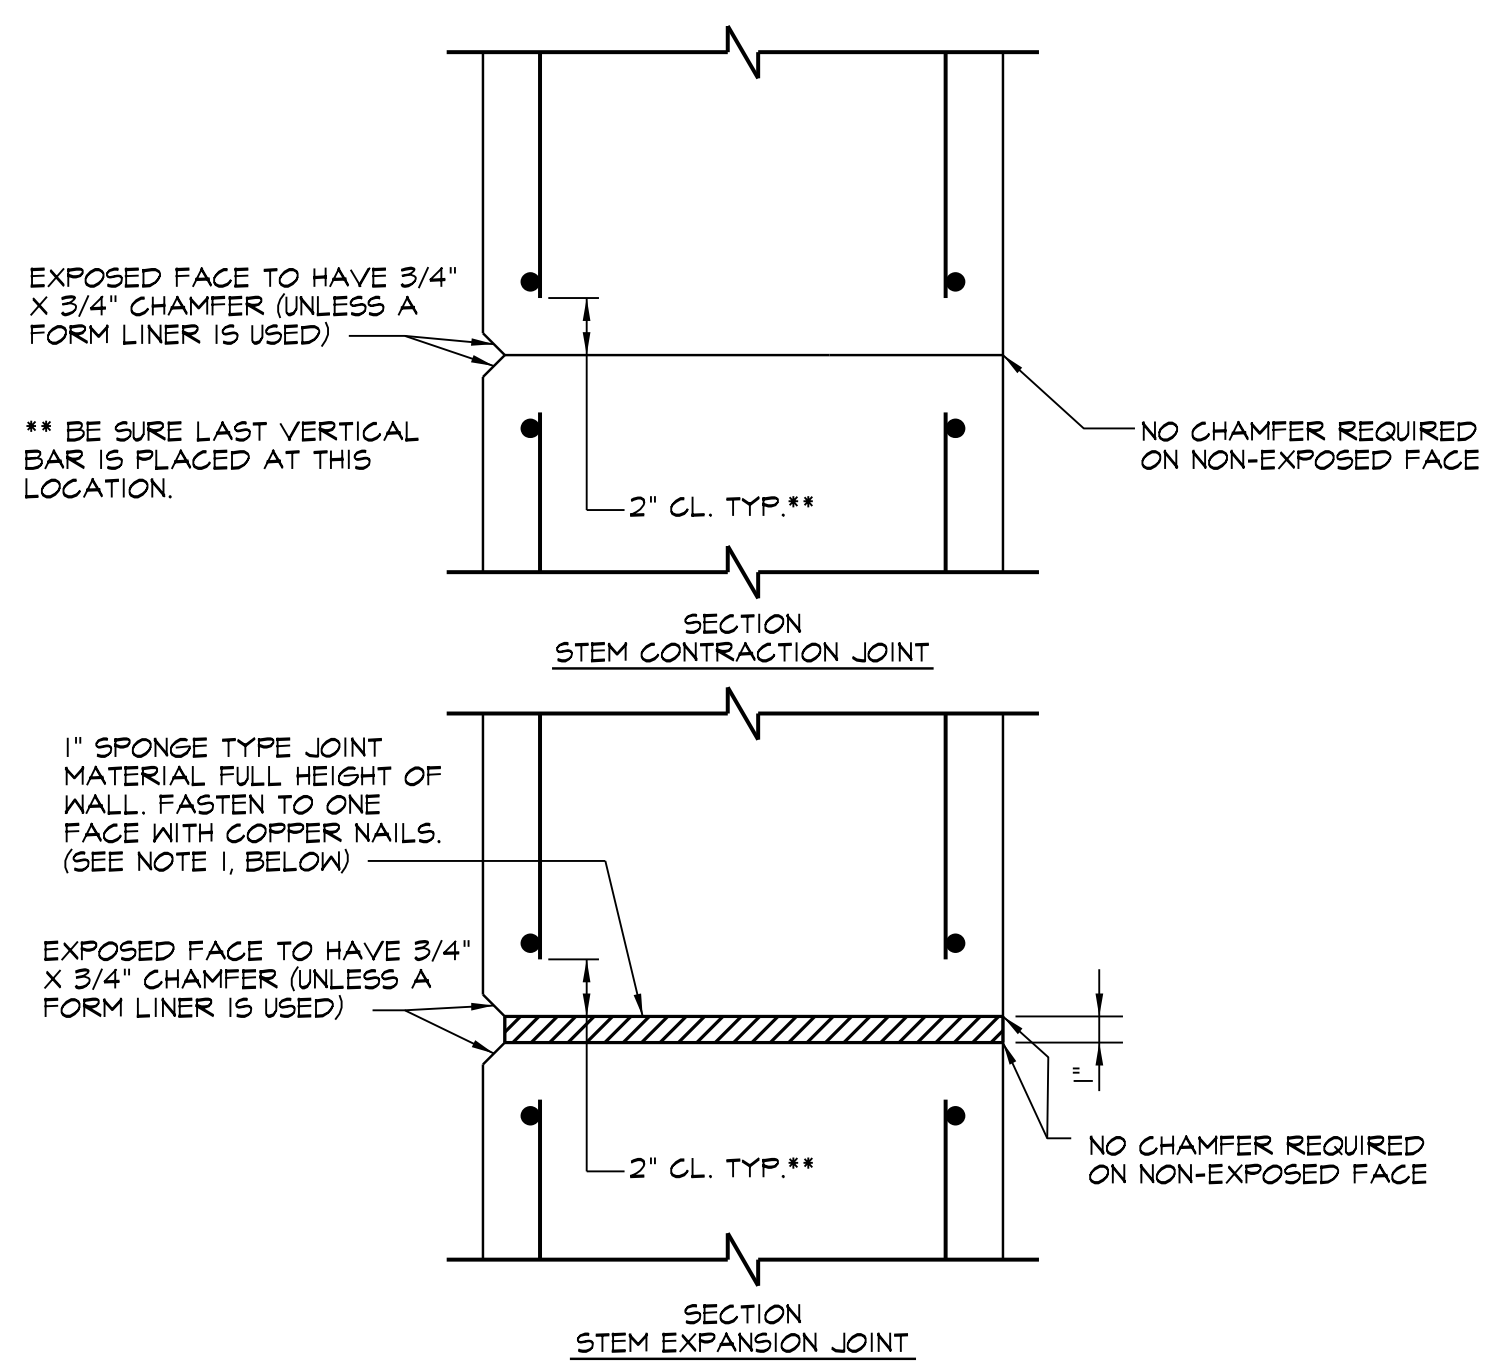 EXPOSED FACE TO HAVE 3/4"
X 3/4" CHAMFER (UNLESS A
FORM LINER IS USED)
** BE SURE LAST VERTICAL
BAR IS PLACED AT THIS
LOCATION.
NO CHAMFER REQUIRED
ON NON-EXPOSED FACE
2" CL. TYP.**
SECTION
STEM CONTRACTION JOINT
1" SPONGE TYPE JOINT
MATERIAL FULL HEIGHT OF
WALL. FASTEN TO ONE
FACE WITH COPPER NAILS.
(SEE NOTE 1, BELOW)
EXPOSED FACE TO HAVE 3/4"
X 3/4" CHAMFER (UNLESS A
FORM LINER IS USED)
1"
NO CHAMFER REQUIRED
ON NON-EXPOSED FACE
2" CL. TYP.**
SECTION
STEM EXPANSION JOINT